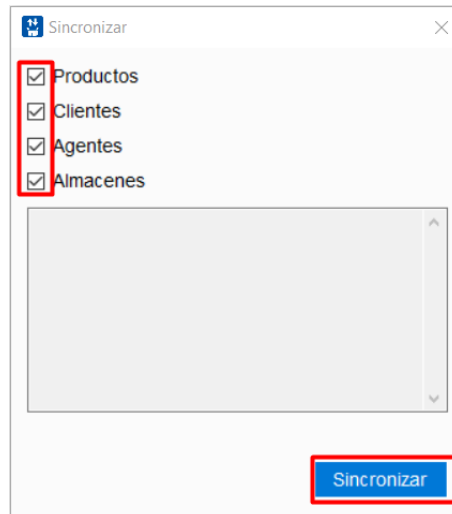 Sincronizar
Productos
Clientes
Agentes
Almacenes
Sincronizar